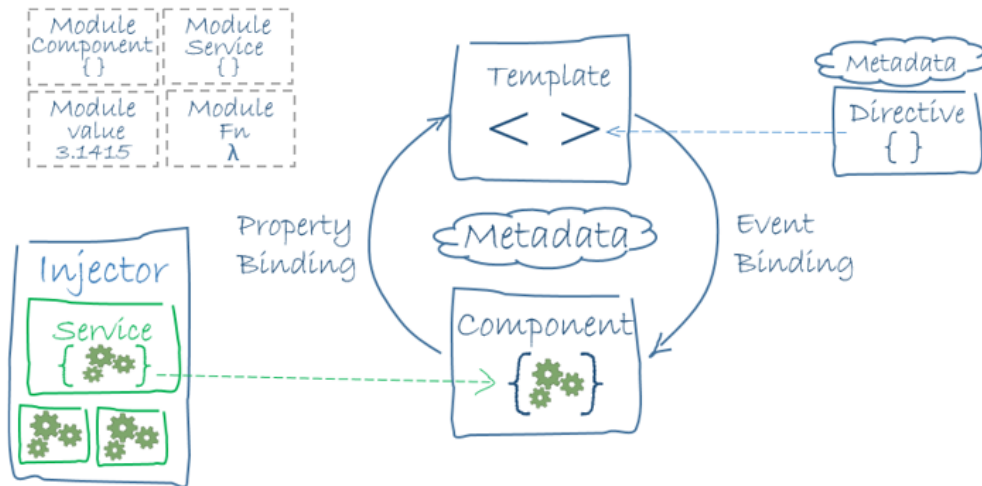 Module
Component
{ }
Module
Service
{ }
Module
value
3.1415
Module
Fn
λ
Template
< >
Metadata
Directive
{ }
Property
Binding
Metadata
Event
Binding
Injector
Service
{ }
Component
{ }